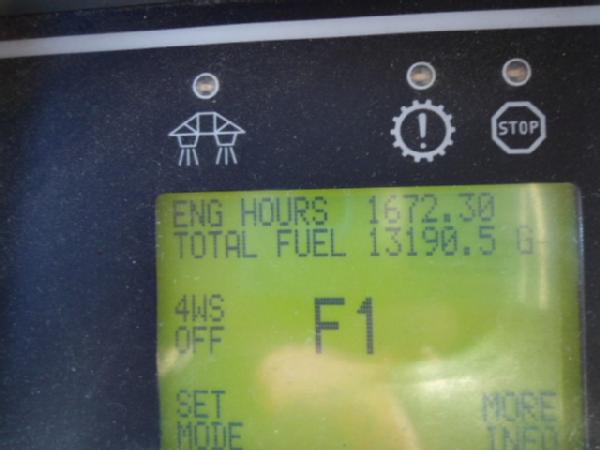 STOP
ENG HOURS 1672.30
TOTAL FUEL 13190.5 G
4WS
OFF
F1
SET
MODE
MORE
INFO